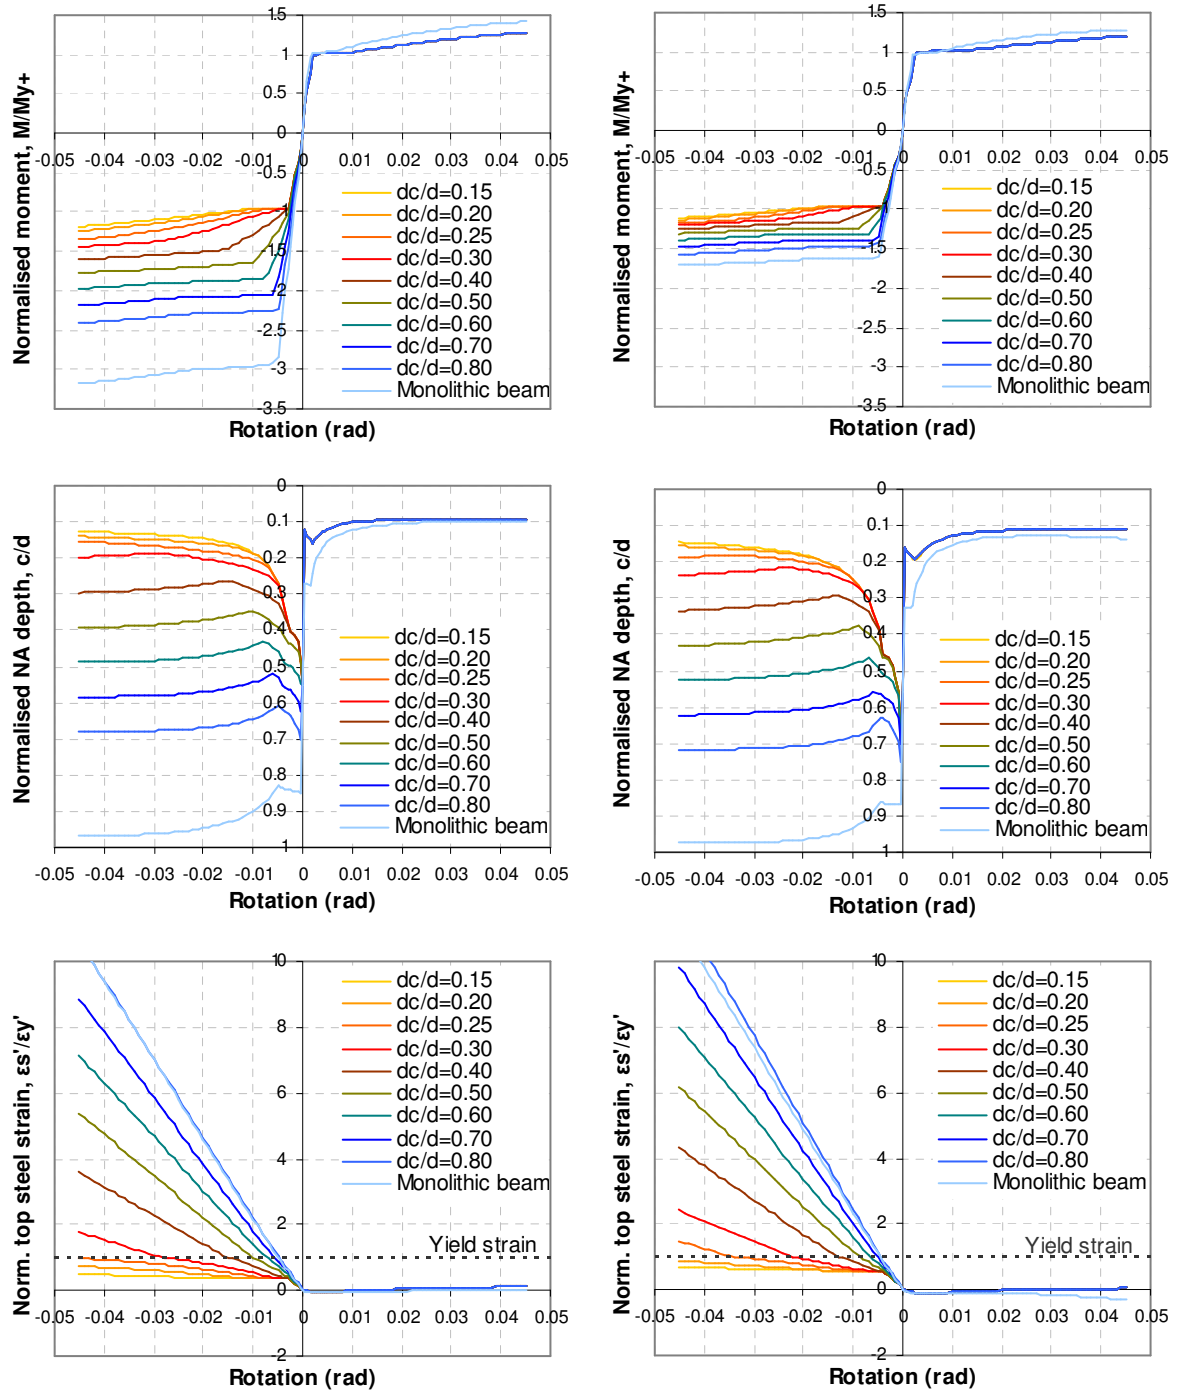 Normalised moment, M/My+
1.5
1
0.5
0
-0.5
-1
-1.5
-2
-2.5
-3
-3.5
-0.05 -0.04 -0.03 -0.02 -0.01 0 0.01 0.02 0.03 0.04 0.05
dc/d=0.15
dc/d=0.20
dc/d=0.25
dc/d=0.30
dc/d=0.40
dc/d=0.50
dc/d=0.60
dc/d=0.70
dc/d=0.80
Monolithic beam
Rotation (rad)
Normalised moment, M/My+
1.5
1
0.5
0
-0.5
-1
-1.5
-2
-2.5
-3
-3.5
-0.05 -0.04 -0.03 -0.02 -0.01 0 0.01 0.02 0.03 0.04 0.05
dc/d=0.15
dc/d=0.20
dc/d=0.25
dc/d=0.30
dc/d=0.40
dc/d=0.50
dc/d=0.60
dc/d=0.70
dc/d=0.80
Monolithic beam
Rotation (rad)
Normalised NA depth, c/d
0
0.1
0.2
0.3
0.4
0.5
0.6
0.7
0.8
0.9
1
dc/d=0.15
dc/d=0.20
dc/d=0.25
dc/d=0.30
dc/d=0.40
dc/d=0.50
dc/d=0.60
dc/d=0.70
dc/d=0.80
Monolithic beam
-0.05 -0.04 -0.03 -0.02 -0.01 0 0.01 0.02 0.03 0.04 0.05
Rotation (rad)
Normalised NA depth, c/d
0
0.1
0.2
0.3
0.4
0.5
0.6
0.7
0.8
0.9
1
dc/d=0.15
dc/d=0.20
dc/d=0.25
dc/d=0.30
dc/d=0.40
dc/d=0.50
dc/d=0.60
dc/d=0.70
dc/d=0.80
Monolithic beam
-0.05 -0.04 -0.03 -0.02 -0.01 0 0.01 0.02 0.03 0.04 0.05
Rotation (rad)
Norm. top steel strain, εs'/εy'
10
8
6
4
2
0
-2
dc/d=0.15
dc/d=0.20
dc/d=0.25
dc/d=0.30
dc/d=0.40
dc/d=0.50
dc/d=0.60
dc/d=0.70
dc/d=0.80
Monolithic beam
Yield strain
-0.05 -0.04 -0.03 -0.02 -0.01 0 0.01 0.02 0.03 0.04 0.05
Rotation (rad)
Norm. top steel strain, εs'/εy'
10
8
6
4
2
0
-2
dc/d=0.15
dc/d=0.20
dc/d=0.25
dc/d=0.30
dc/d=0.40
dc/d=0.50
dc/d=0.60
dc/d=0.70
dc/d=0.80
Monolithic beam
Yield strain
-0.05 -0.04 -0.03 -0.02 -0.01 0 0.01 0.02 0.03 0.04 0.05
Rotation (rad)